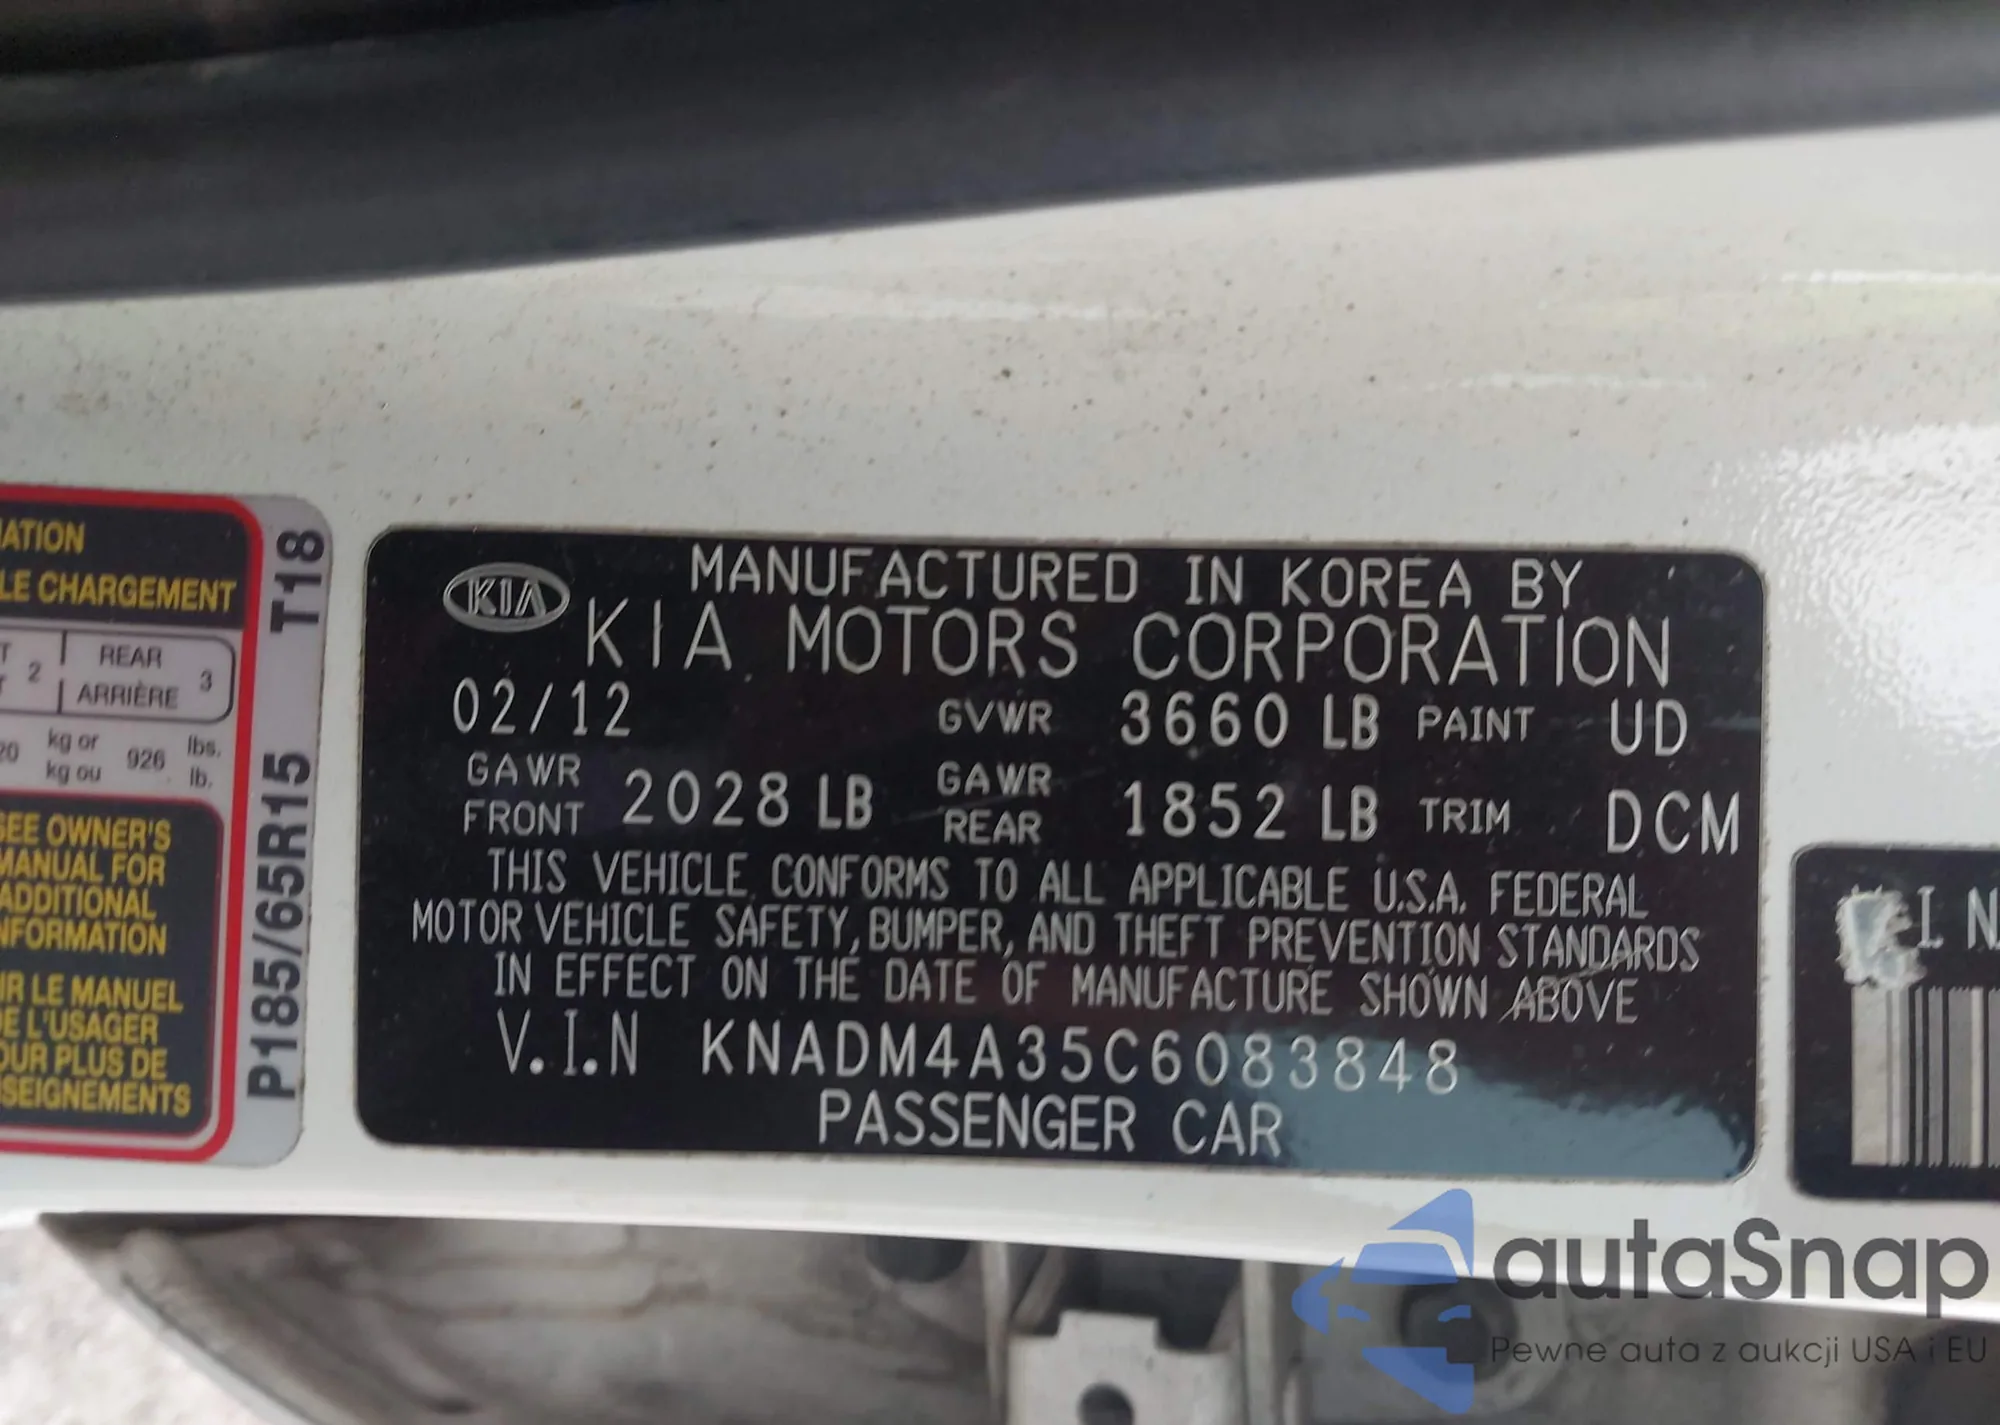 LE CHARGEMENT
REAR
2
ARRIÈRE 3
kg or 926 lbs.
kg ou lb.
SEE OWNER'S
MANUAL FOR
ADDITIONAL
INFORMATION
LE MANUEL
DE L'USAGER
PLUS DE
P185/65R15 T18
KIA
MANUFACTURED IN KOREA BY
KIA MOTORS CORPORATION
02/12 GVWR 3660 LB PAINT UD
GAWR FRONT 2028 LB GAWR REAR 1852 LB TRIM DCM
THIS VEHICLE CONFORMS TO ALL APPLICABLE U.S.A. FEDERAL
MOTOR VEHICLE SAFETY, BUMPER, AND THEFT PREVENTION STANDARDS
IN EFFECT ON THE DATE OF MANUFACTURE SHOWN ABOVE
V.I.N KNADM4A35C6083848
PASSENGER CAR
I. N.
autaSnap
Pewne auta z aukcji USA i EU